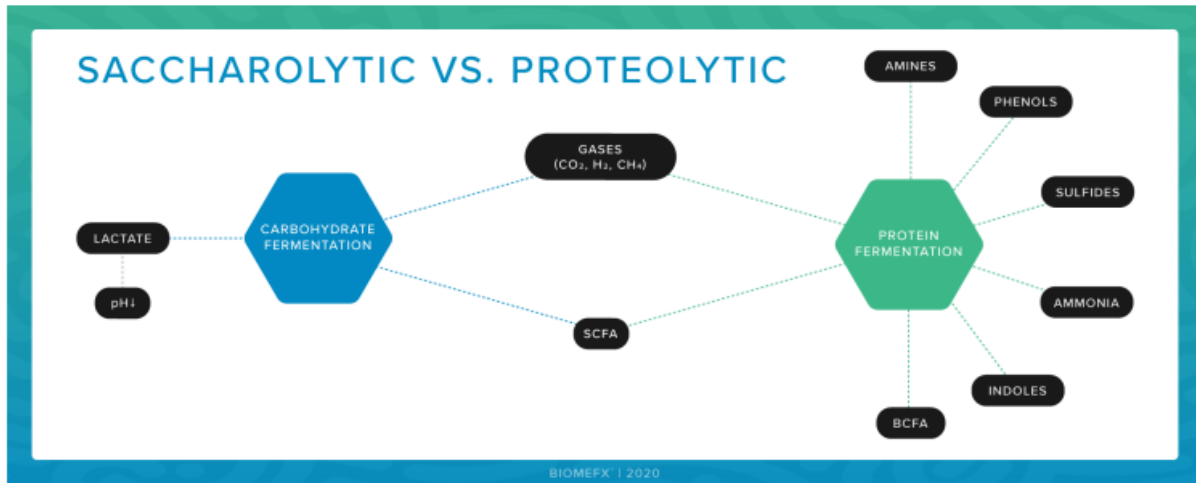 SACCHAROLYTIC VS. PROTEOLYTIC
AMINES
PHENOLS
GASES
(CO₂, H₂, CH₄)
SULFIDES
CARBOHYDRATE
FERMENTATION
LACTATE
PROTEIN
FERMENTATION
pH↓
AMMONIA
SCFA
INDOLES
BCFA
BIOMEFX™ | 2020